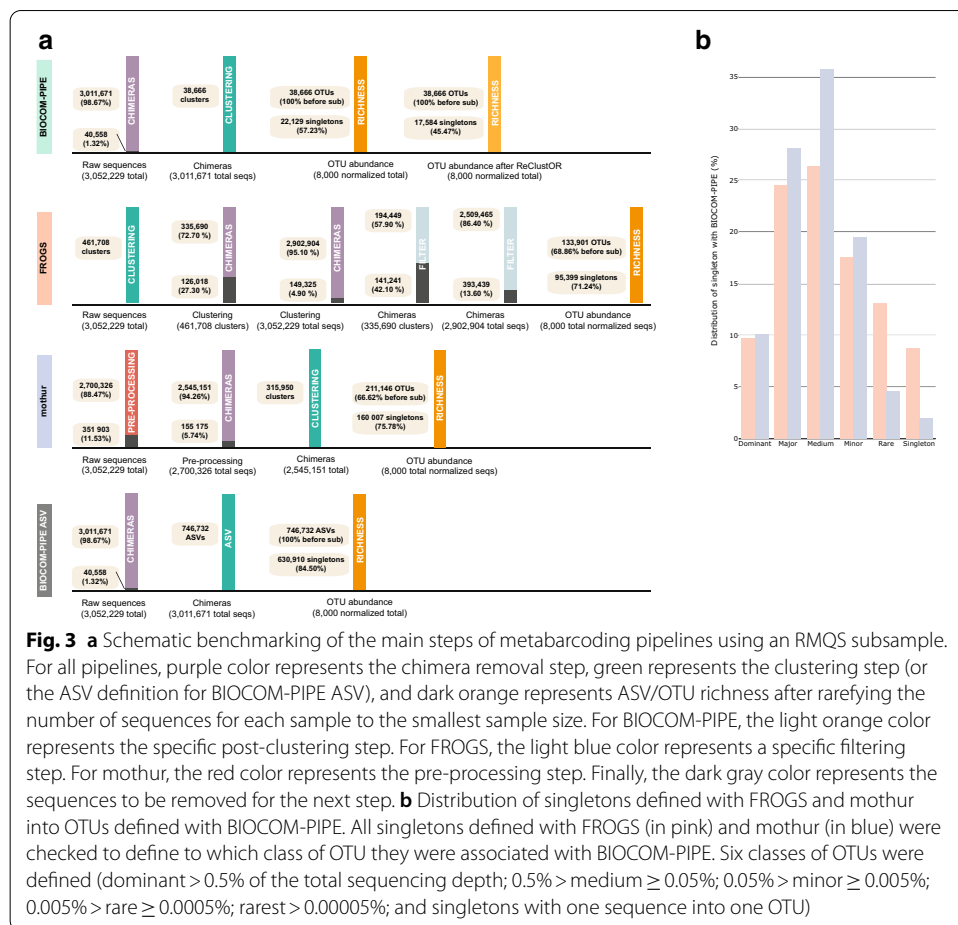 a
BIOCOM-PIPE
3,011,671
(98.67%)
40,558
(1.32%)
CHIMERAS
Raw sequences
(3,052,229 total)
38,666
clusters
CLUSTERING
Chimeras
(3,011,671 total seqs)
38,666 OTUs
(100% before sub)
22,129 singletons
(57.23%)
RICHNESS
OTU abundance
(8,000 normalized total)
38,666 OTUs
(100% before sub)
17,584 singletons
(45.47%)
RICHNESS
OTU abundance after ReClustOR
(8,000 normalized total)
FROGS
461,708
clusters
CLUSTERING
Raw sequences
(3,052,229 total)
335,690
(72.70 %)
126,018
(27.30 %)
CHIMERAS
Clustering
(461,708 clusters)
2,902,904
(95.10 %)
149,325
(4.90 %)
CHIMERAS
Clustering
(3,052,229 total seqs)
194,449
(57.90 %)
141,241
(42.10 %)
FILTER
Chimeras
(335,690 clusters)
2,509,465
(86.40 %)
393,439
(13.60 %)
FILTER
Chimeras
(2,902,904 total seqs)
133,901 OTUs
(68.86% before sub)
95,399 singletons
(71.24%)
RICHNESS
OTU abundance
(8,000 total normalized seqs)
mothur
2,700,326
(88.47%)
351 903
(11.53%)
PRE-PROCESSING
Raw sequences
(3,052,229 total)
2,545,151
(94.26%)
155 175
(5.74%)
CHIMERAS
Pre-processing
(2,700,326 total seqs)
315,950
clusters
CLUSTERING
Chimeras
(2,545,151 total)
211,146 OTUs
(66.62% before sub)
160 007 singletons
(75.78%)
RICHNESS
OTU abundance
(8,000 total normalized seqs)
BIOCOM-PIPE ASV
3,011,671
(98.67%)
40,558
(1.32%)
CHIMERAS
Raw sequences
(3,052,229 total)
746,732
ASVs
ASV
Chimeras
(3,011,671 total seqs)
746,732 ASVs
(100% before sub)
630,910 singletons
(84.50%)
RICHNESS
OTU abundance
(8,000 normalized total)
b
Distribution of singleton with BIOCOM-PIPE (%)
35
30
25
20
15
10
5
0
Dominant Major Medium Minor Rare Singleton
Fig. 3 a Schematic benchmarking of the main steps of metabarcoding pipelines using an RMQS subsample.
For all pipelines, purple color represents the chimera removal step, green represents the clustering step (or
the ASV definition for BIOCOM-PIPE ASV), and dark orange represents ASV/OTU richness after rarefying the
number of sequences for each sample to the smallest sample size. For BIOCOM-PIPE, the light orange color
represents the specific post-clustering step. For FROGS, the light blue color represents a specific filtering
step. For mothur, the red color represents the pre-processing step. Finally, the dark gray color represents the
sequences to be removed for the next step. b Distribution of singletons defined with FROGS and mothur
into OTUs defined with BIOCOM-PIPE. All singletons defined with FROGS (in pink) and mothur (in blue) were
checked to define to which class of OTU they were associated with BIOCOM-PIPE. Six classes of OTUs were
defined (dominant > 0.5% of the total sequencing depth; 0.5% > medium ≥ 0.05%; 0.05% > minor ≥ 0.005%;
0.005% > rare ≥ 0.0005%; rarest > 0.00005%; and singletons with one sequence into one OTU)